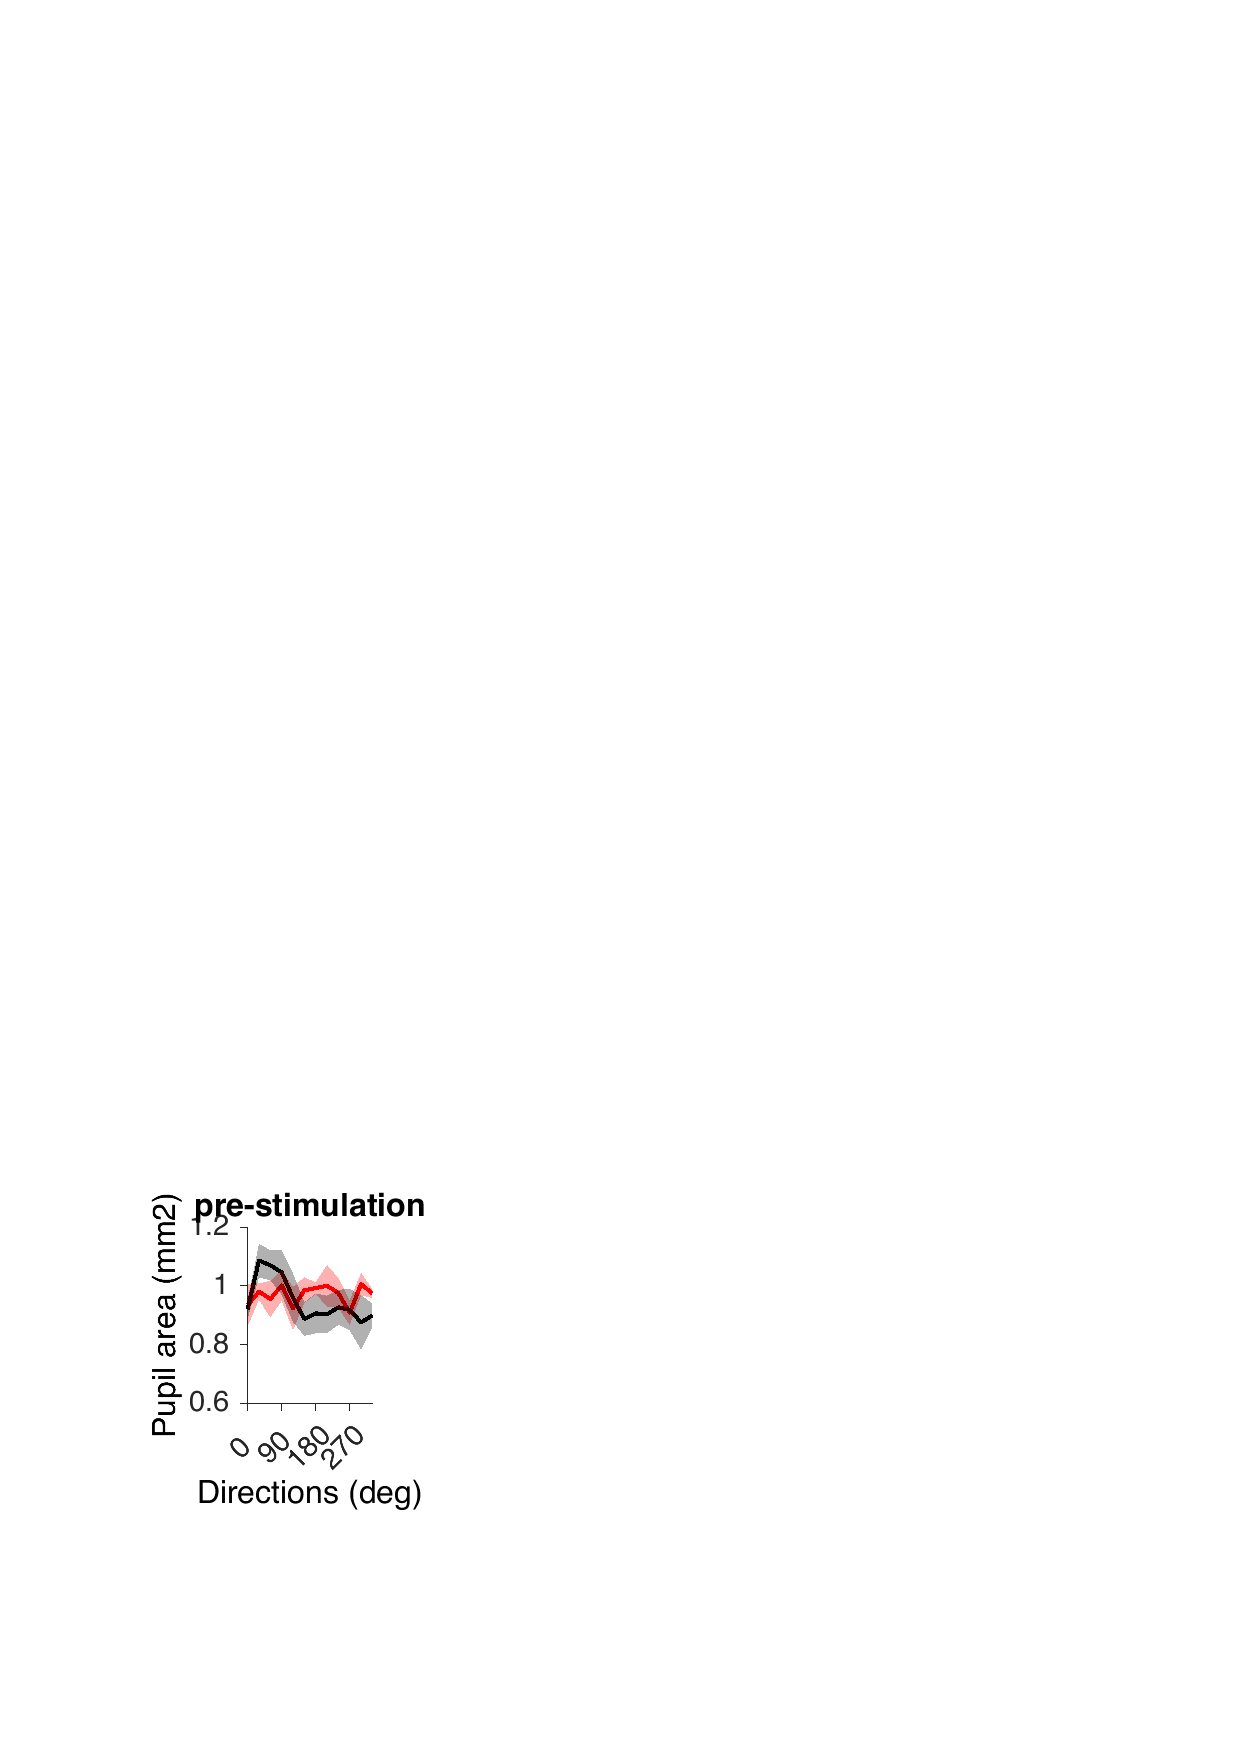 pre-stimulation
Pupil area (mm2)
1.2
1
0.8
0.6
0
90
180
270
Directions (deg)